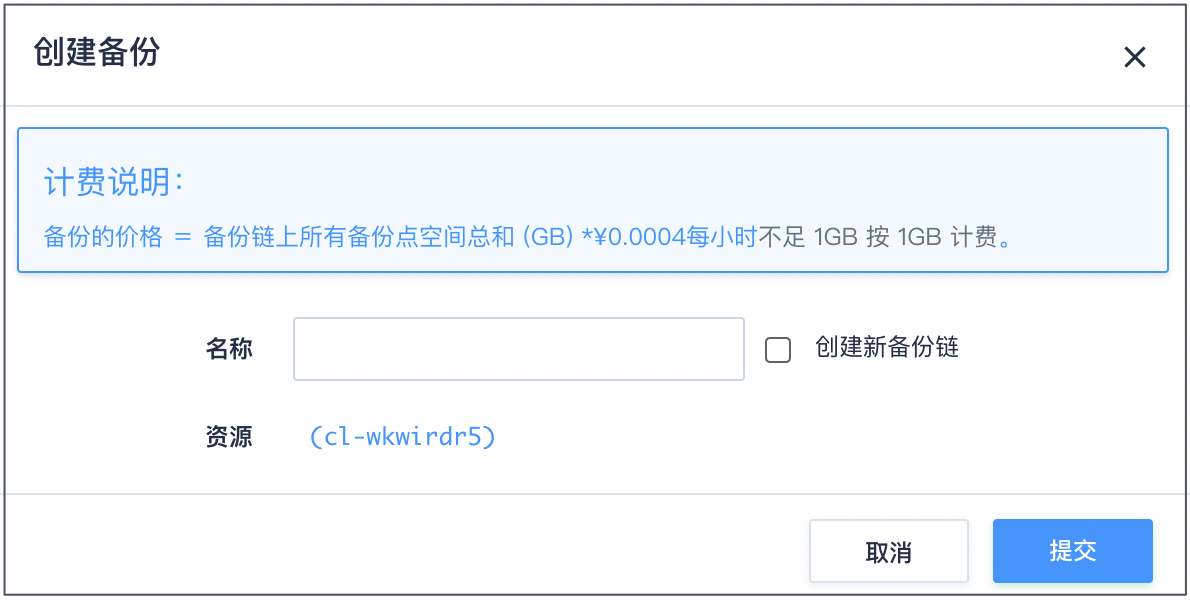 创建备份
计费说明：
备份的价格 = 备份链上所有备份点空间总和 (GB) *¥0.0004每小时不足 1GB 按 1GB 计费。
名称
创建新备份链
资源 (cl-wkwirdr5)
取消 提交